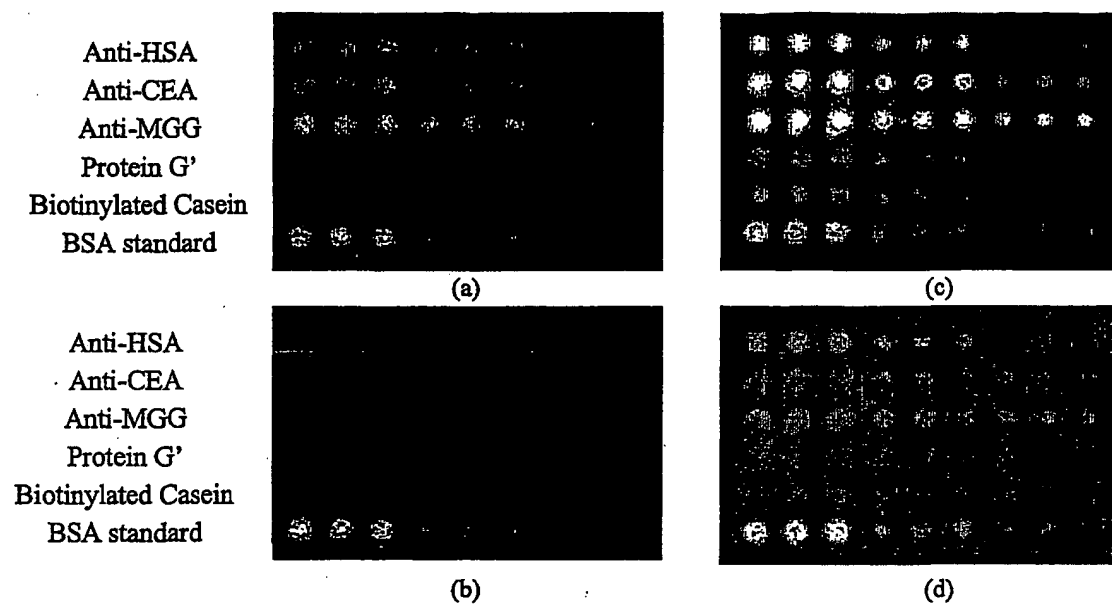 Anti-HSA
Anti-CEA
Anti-MGG
Protein G'
Biotinylated Casein
BSA standard
(a)
(c)
Anti-HSA
Anti-CEA
Anti-MGG
Protein G'
Biotinylated Casein
BSA standard
(b)
(d)